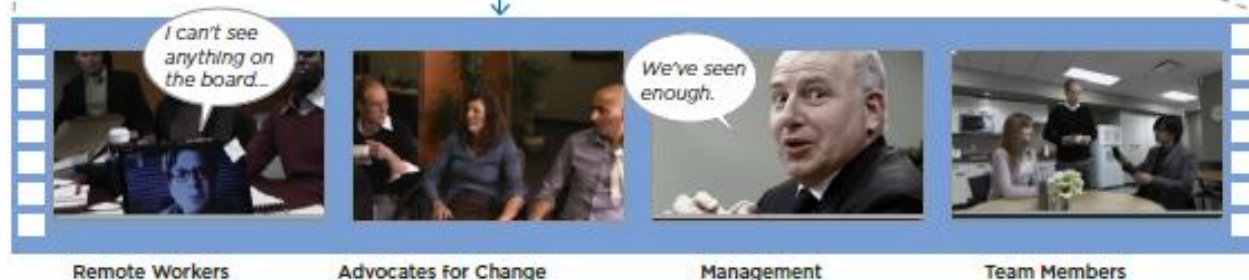 I can't see
anything on
the board...
We've seen
enough.
Remote Workers
Advocates for Change
Management
Team Members